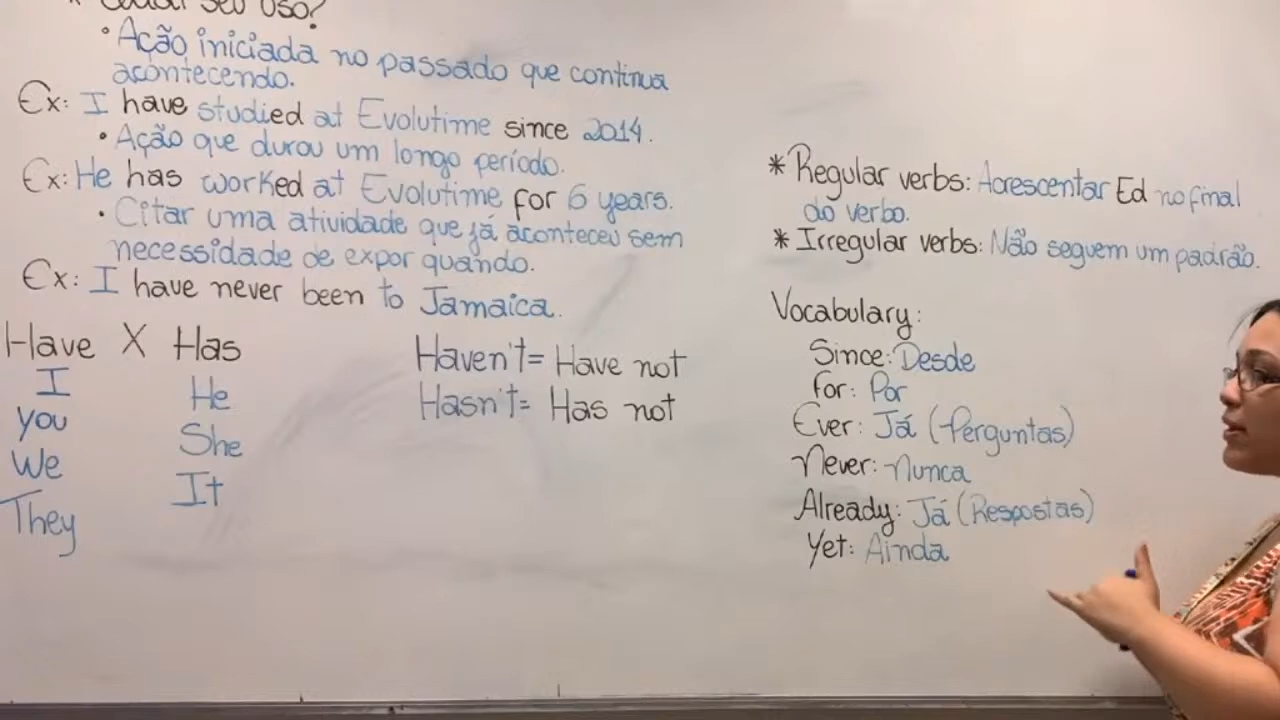 seu uso?
• Ação iniciada no passado que continua
acontecendo.
Ex: I have studied at Evolutime since 2014.
• Ação que durou um longo período.
Ex: He has worked at Evolutime for 6 years.
• Citar uma atividade que já aconteceu sem
necessidade de expor quando.
Ex: I have never been to Jamaica.
Have X Has
I He
You She
We It
They
Haven't = Have not
Hasn't = Has not
* Regular verbs: Acrescentar Ed no final
do verbo.
* Irregular verbs: Não seguem um padrão.
Vocabulary:
Since: Desde
For: Por
Ever: Já (Perguntas)
Never: Nunca
Already: Já (Respostas)
Yet: Ainda